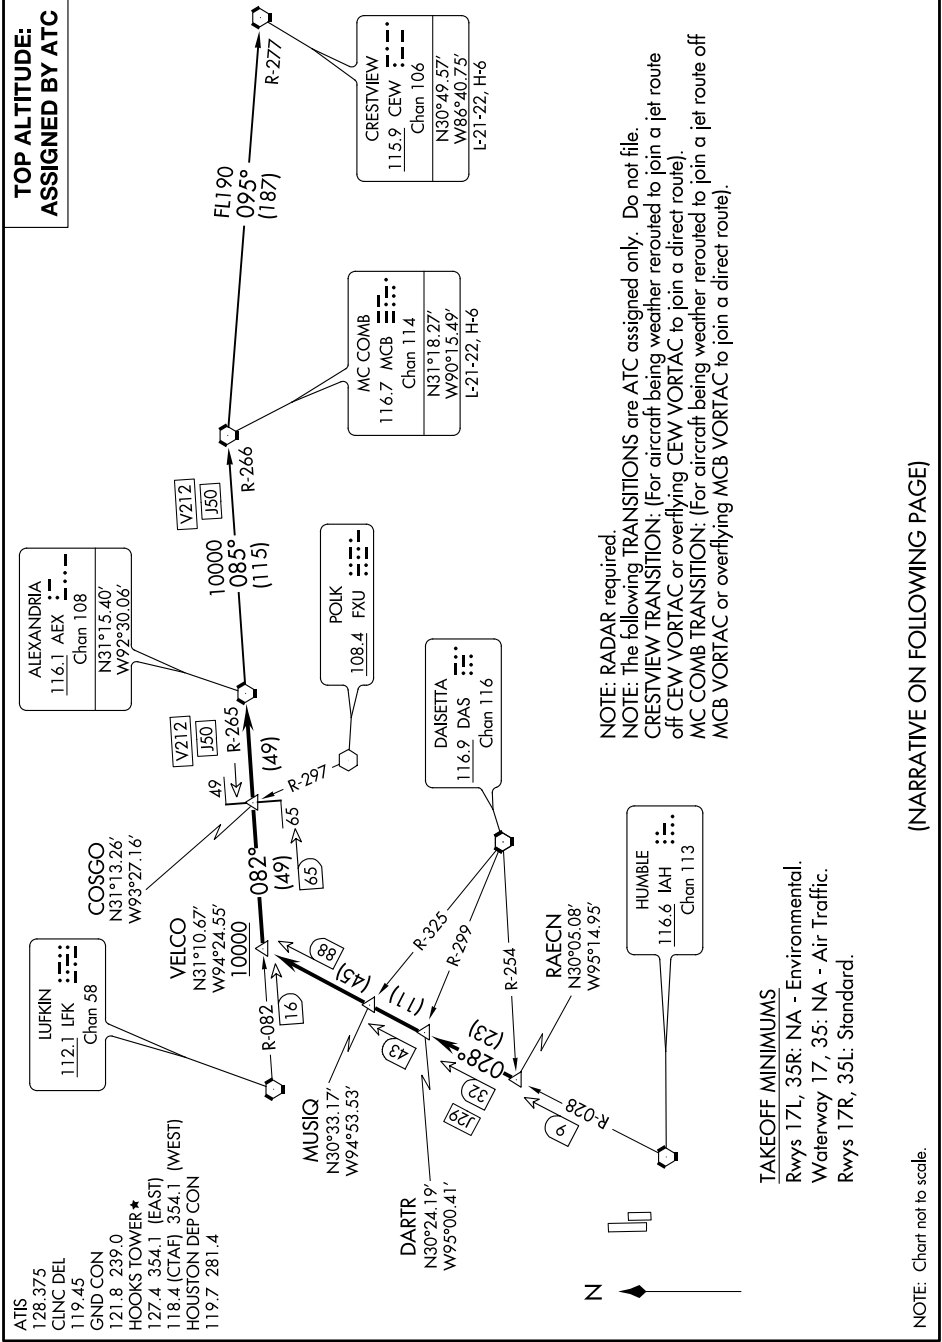 TOP ALTITUDE:
ASSIGNED BY ATC
ATIS
128.375
CLNC DEL
119.45
GND CON
121.8 239.0
HOOKS TOWER★
127.4 354.1 (EAST)
118.4 (CTAF) 354.1 (WEST)
HOUSTON DEP CON
119.7 281.4
LUFKIN
112.1 LFK
Chan 58
ALEXANDRIA
116.1 AEX
Chan 108
N31°15.40'
W92°30.06'
CRESTVIEW
115.9 CEW
Chan 106
N30°49.57'
W86°40.75'
L-21-22, H-6
MC COMB
116.7 MCB
Chan 114
N31°18.27'
W90°15.49'
L-21-22, H-6
POLK
108.4 FXU
DAISETTA
116.9 DAS
Chan 116
HUMBLE
116.6 IAH
Chan 113
COSGO
N31°13.26'
W93°27.16'
VELCO
N31°10.67'
W94°24.55'
10000
MUSIQ
N30°33.17'
W94°53.53'
DARTR
N30°24.19'
W95°00.41'
RAECN
N30°05.08'
W95°14.95'
R-028
9
J29
32
028°
(23)
43
(11)
(45)
88
R-254
R-299
R-325
R-082
16
082°
(49)
65
65
49
R-297
R-265
(49)
V212
J50
10000
085°
(115)
V212
J50
R-266
FL190
095°
(187)
R-277
N
NOTE: RADAR required.
NOTE: The following TRANSITIONS are ATC assigned only. Do not file.
CRESTVIEW TRANSITION: (For aircraft being weather rerouted to join a jet route
off CEW VORTAC or overflying CEW VORTAC to join a direct route).
MC COMB TRANSITION: (For aircraft being weather rerouted to join a jet route off
MCB VORTAC or overflying MCB VORTAC to join a direct route).
TAKEOFF MINIMUMS
Rwys 17L, 35R: NA - Environmental.
Waterway 17, 35: NA - Air Traffic.
Rwys 17R, 35L: Standard.
(NARRATIVE ON FOLLOWING PAGE)
NOTE: Chart not to scale.